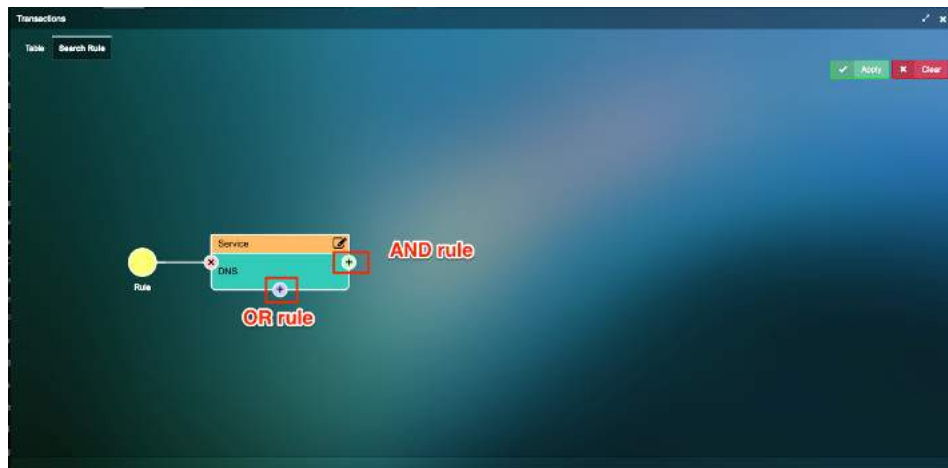 Transactions
Table Search Rule
Apply Clear
Service
AND rule
DNS
Rule
OR rule